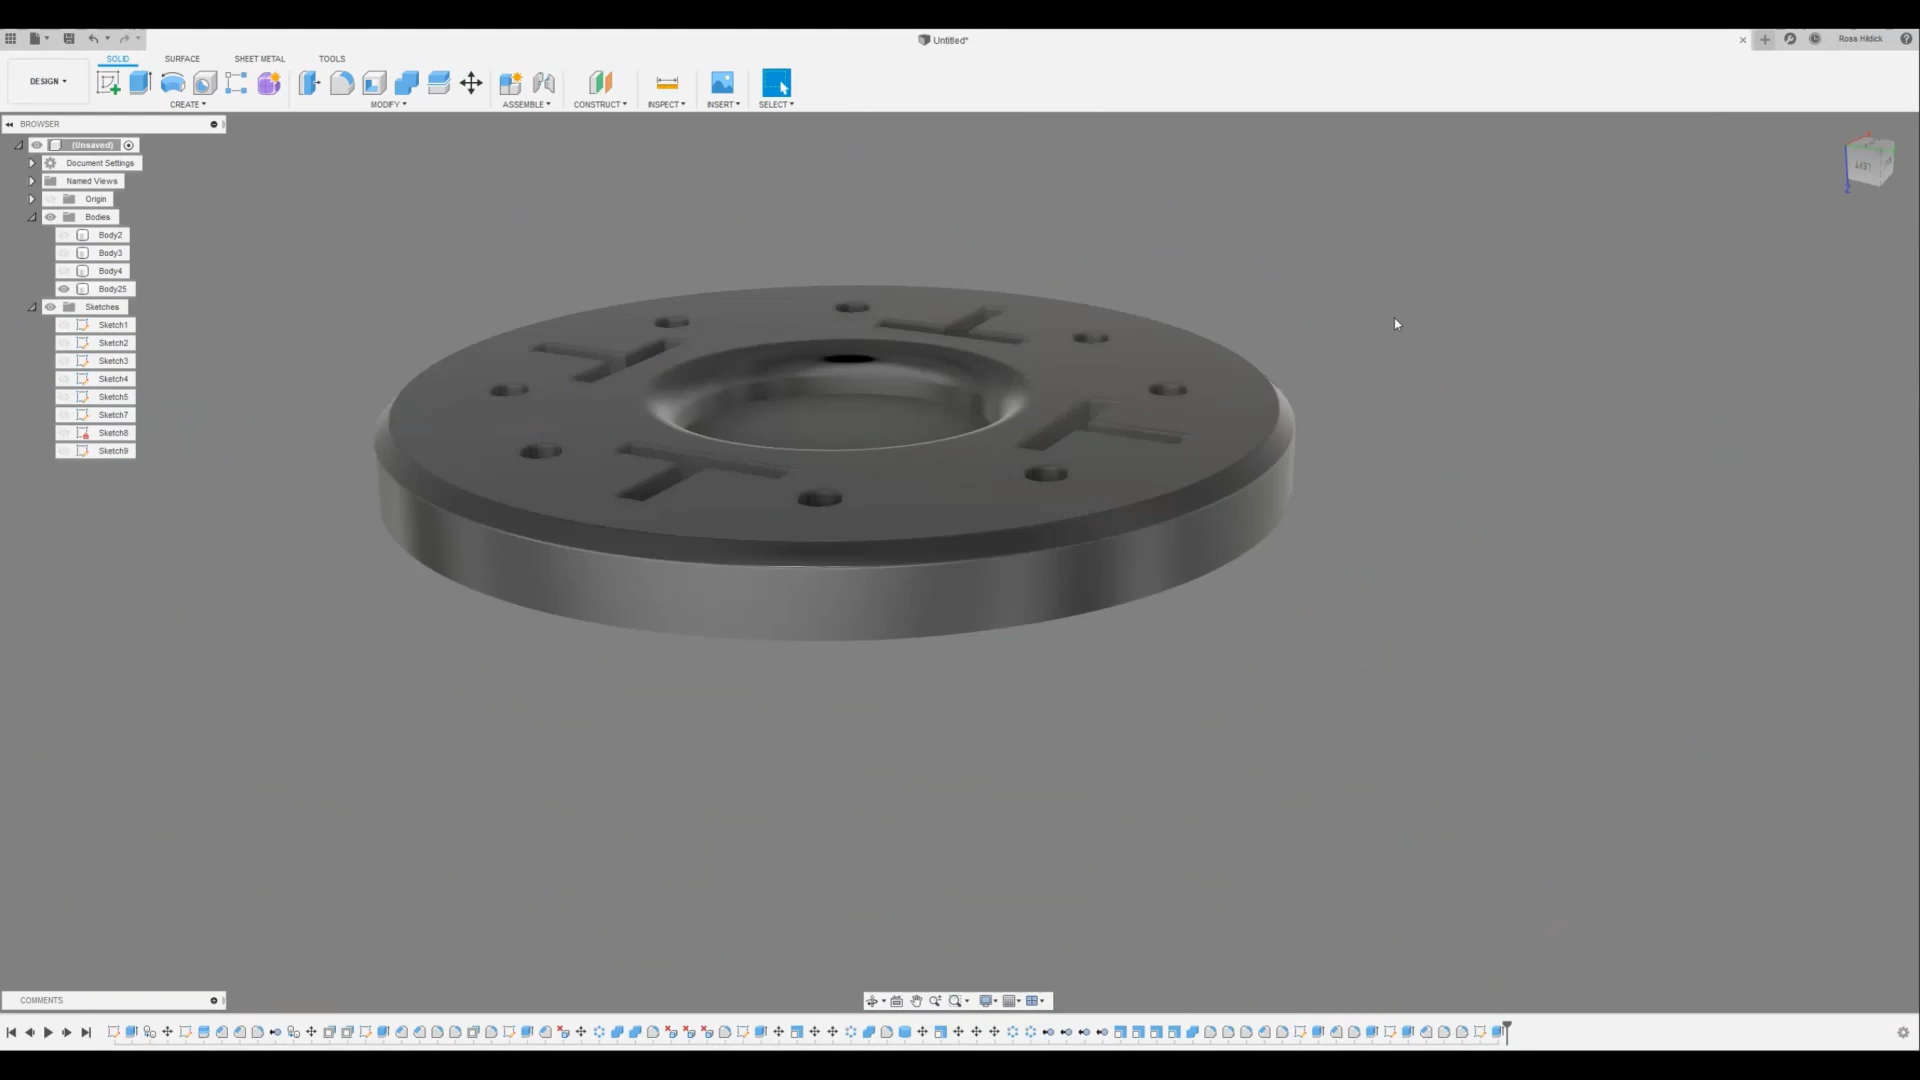 Untitled*
Ross Hildick
SOLID SURFACE SHEET METAL TOOLS
DESIGN
CREATE MODIFY ASSEMBLE CONSTRUCT INSPECT INSERT SELECT
BROWSER
(Unsaved)
Document Settings
Named Views
Origin
Bodies
Body2
Body3
Body4
Body25
Sketches
Sketch1
Sketch2
Sketch3
Sketch4
Sketch5
Sketch7
Sketch8
Sketch9
LEFT
Z
COMMENTS